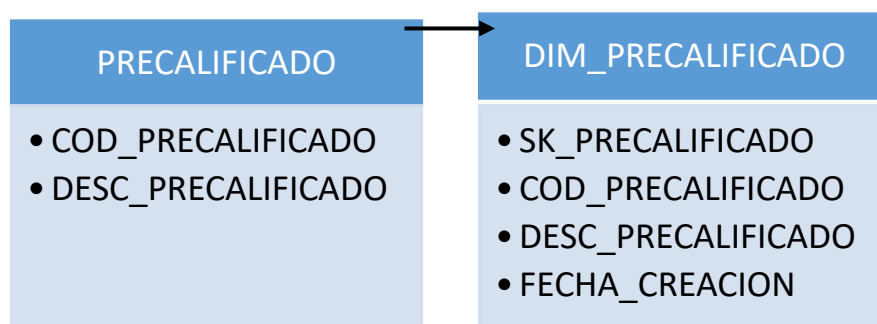 PRECALIFICADO
• COD_PRECALIFICADO
• DESC_PRECALIFICADO
DIM_PRECALIFICADO
• SK_PRECALIFICADO
• COD_PRECALIFICADO
• DESC_PRECALIFICADO
• FECHA_CREACION